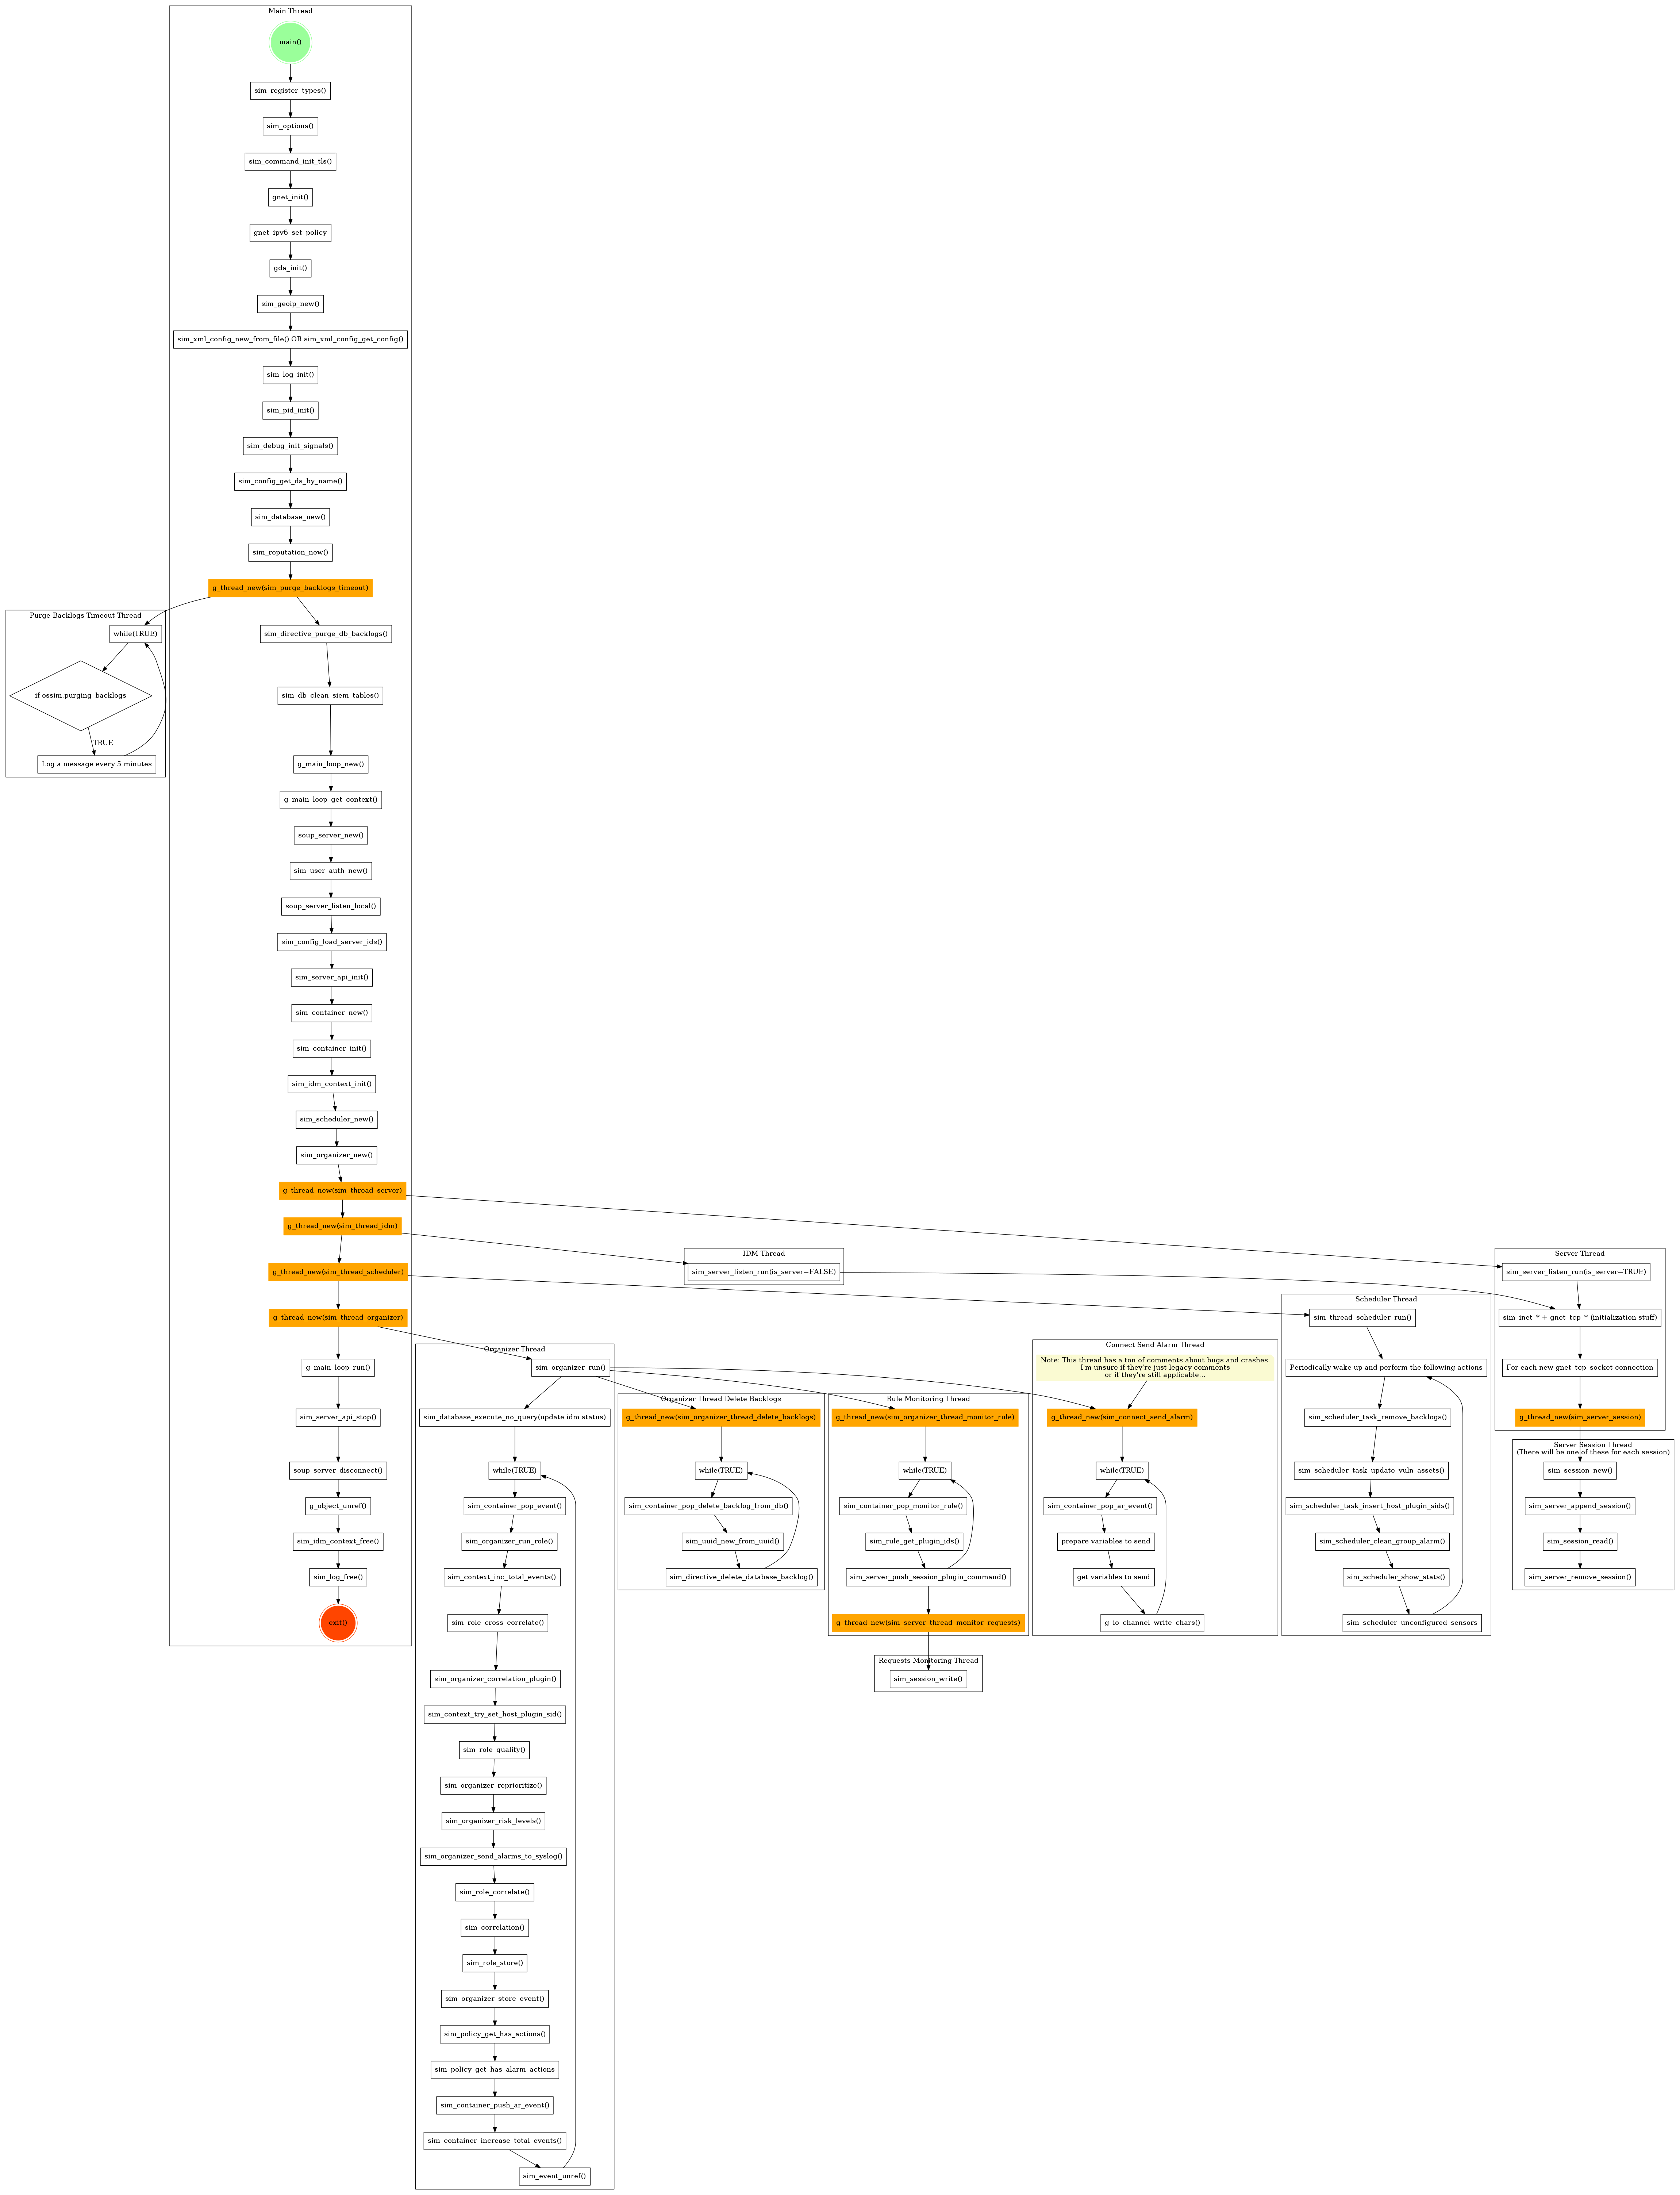 Main Thread
main()
sim_register_types()
sim_options()
sim_command_init_tls()
gnet_init()
gnet_ipv6_set_policy
gda_init()
sim_geoip_new()
sim_xml_config_new_from_file() OR sim_xml_config_get_config()
sim_log_init()
sim_pid_init()
sim_debug_init_signals()
sim_config_get_ds_by_name()
sim_database_new()
sim_reputation_new()
g_thread_new(sim_purge_backlogs_timeout)
sim_directive_purge_db_backlogs()
sim_db_clean_siem_tables()
g_main_loop_new()
g_main_loop_get_context()
soup_server_new()
sim_user_auth_new()
soup_server_listen_local()
sim_config_load_server_ids()
sim_server_api_init()
sim_container_new()
sim_container_init()
sim_idm_context_init()
sim_scheduler_new()
sim_organizer_new()
g_thread_new(sim_thread_server)
g_thread_new(sim_thread_idm)
g_thread_new(sim_thread_scheduler)
g_thread_new(sim_thread_organizer)
g_main_loop_run()
sim_server_api_stop()
soup_server_disconnect()
g_object_unref()
sim_idm_context_free()
sim_log_free()
exit()
Purge Backlogs Timeout Thread
while(TRUE)
if ossim.purging_backlogs
TRUE
Log a message every 5 minutes
Organizer Thread
sim_organizer_run()
sim_database_execute_no_query(update idm status)
while(TRUE)
sim_container_pop_event()
sim_organizer_run_role()
sim_context_inc_total_events()
sim_role_cross_correlate()
sim_organizer_correlation_plugin()
sim_context_try_set_host_plugin_sid()
sim_role_qualify()
sim_organizer_reprioritize()
sim_organizer_risk_levels()
sim_organizer_send_alarms_to_syslog()
sim_role_correlate()
sim_correlation()
sim_role_store()
sim_organizer_store_event()
sim_policy_get_has_actions()
sim_policy_get_has_alarm_actions
sim_container_push_ar_event()
sim_container_increase_total_events()
sim_event_unref()
Organizer Thread Delete Backlogs
g_thread_new(sim_organizer_thread_delete_backlogs)
while(TRUE)
sim_container_pop_delete_backlog_from_db()
sim_uuid_new_from_uuid()
sim_directive_delete_database_backlog()
IDM Thread
sim_server_listen_run(is_server=FALSE)
Rule Monitoring Thread
g_thread_new(sim_organizer_thread_monitor_rule)
while(TRUE)
sim_container_pop_monitor_rule()
sim_rule_get_plugin_ids()
sim_server_push_session_plugin_command()
g_thread_new(sim_server_thread_monitor_requests)
Requests Monitoring Thread
sim_session_write()
Connect Send Alarm Thread
Note: This thread has a ton of comments about bugs and crashes.
I'm unsure if they're just legacy comments
or if they're still applicable...
g_thread_new(sim_connect_send_alarm)
while(TRUE)
sim_container_pop_ar_event()
prepare variables to send
get variables to send
g_io_channel_write_chars()
Scheduler Thread
sim_thread_scheduler_run()
Periodically wake up and perform the following actions
sim_scheduler_task_remove_backlogs()
sim_scheduler_task_update_vuln_assets()
sim_scheduler_task_insert_host_plugin_sids()
sim_scheduler_clean_group_alarm()
sim_scheduler_show_stats()
sim_scheduler_unconfigured_sensors
Server Thread
sim_server_listen_run(is_server=TRUE)
sim_inet_* + gnet_tcp_* (initialization stuff)
For each new gnet_tcp_socket connection
g_thread_new(sim_server_session)
Server Session Thread
(There will be one of these for each session)
sim_session_new()
sim_server_append_session()
sim_session_read()
sim_server_remove_session()